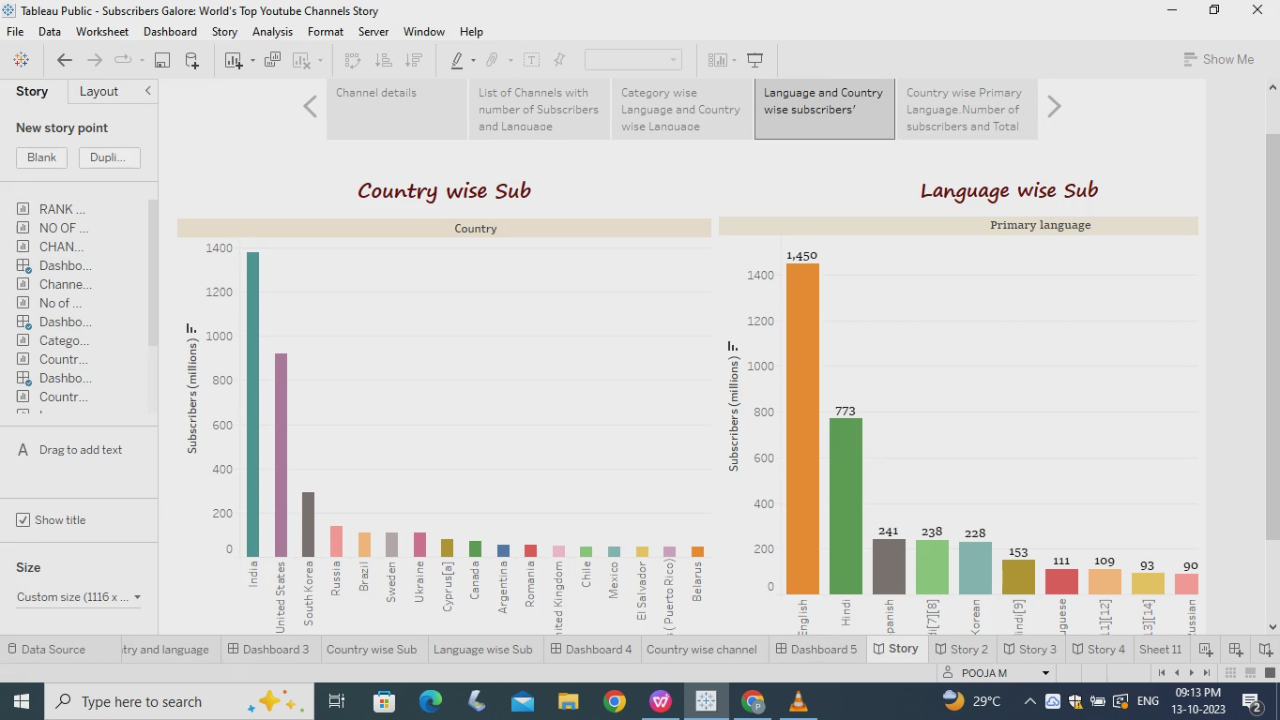 Tableau Public - Subscribers Galore: World's Top Youtube Channels Story
File Data Worksheet Dashboard Story Analysis Format Server Window Help
Show Me
Story Layout
New story point
Blank Dupli...
RANK ...
NO OF ...
CHAN...
Dashbo...
Channe...
No of ...
Dashbo...
Catego...
Countr...
Dashbo...
Countr...
A Drag to add text
Show title
Size
Custom size (1116 x ...
Channel details
List of Channels with
number of Subscribers
and Language
Category wise
Language and Country
wise Language
Language and Country
wise subscribers'
Country wise Primary
Language.Number of
subscribers and Total
Country wise Sub
Country
Subscribers (millions)
1400
1200
1000
800
600
400
200
0
India
United States
South Korea
Russia
Brazil
Sweden
Ukraine
Cyprus[a]
Canada
Argentina
Romania
nited Kingdom
Chile
Mexico
El Salvador
s (Puerto Rico)
Belarus
Language wise Sub
Primary language
Subscribers (millions)
1400
1200
1000
800
600
400
200
0
1,450
773
241
238
228
153
111
109
93
90
English
Hindi
panish
di[7][8]
Korean
indi[9]
uguese
11][12]
13][14]
ussian
Data Source
try and language
Dashboard 3
Country wise Sub
Language wise Sub
Dashboard 4
Country wise channel
Dashboard 5
Story
Story 2
Story 3
Story 4
Sheet 11
POOJA M
Type here to search
29°C
ENG
09:13 PM
13-10-2023
2